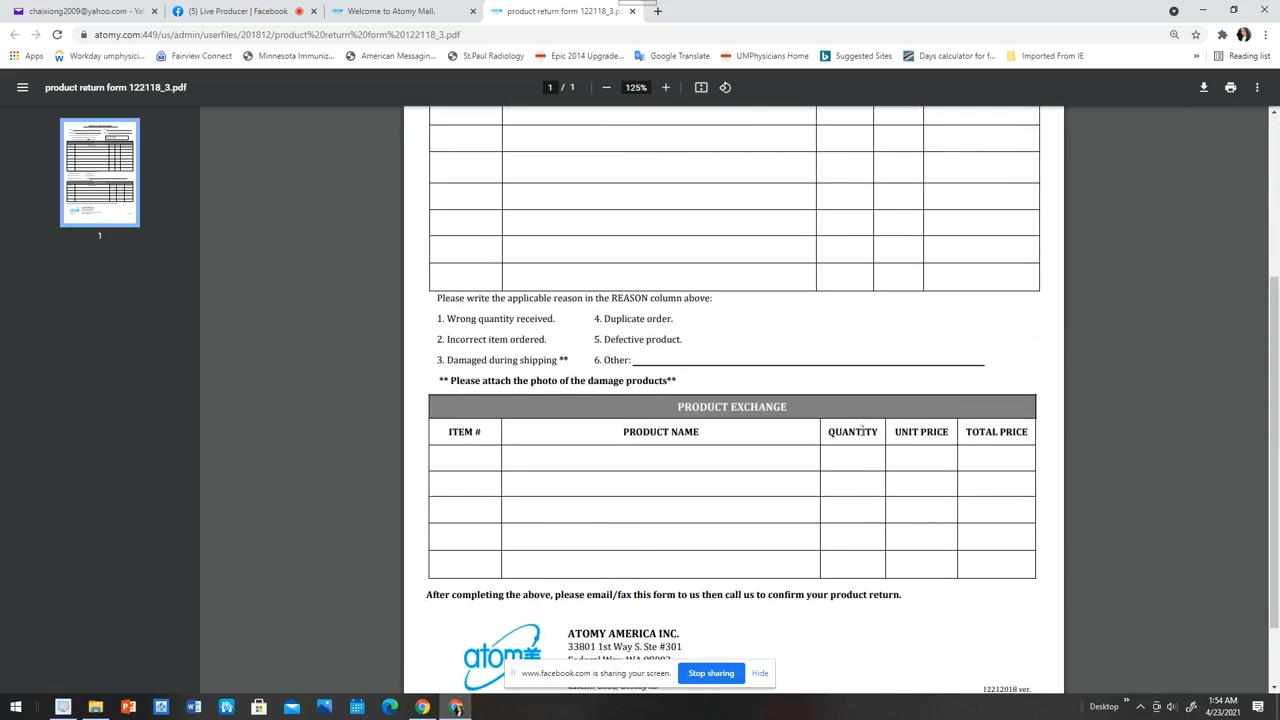 chaixiong2009@yahoo.com - Yah
(5) Live Producer | Facebook
Welcome to Atomy Mall.
product return form 122118_3.pd
atomy.com:449/us/admin/userfiles/201812/product%20return%20form%20122118_3.pdf
Apps
Workday umphysici...
Fairview Connect
Minnesota Immuniz...
American Messagin...
St.Paul Radiology
Epic 2014 Upgrade...
Google Translate
UMPhysicians Home
Suggested Sites
Days calculator for f...
Imported From IE
Reading list
product return form 122118_3.pdf
1 / 1
125%
1
Please write the applicable reason in the REASON column above:
1. Wrong quantity received.
4. Duplicate order.
2. Incorrect item ordered.
5. Defective product.
3. Damaged during shipping **
6. Other:
** Please attach the photo of the damage products**
PRODUCT EXCHANGE
ITEM #
PRODUCT NAME
QUANTITY
UNIT PRICE
TOTAL PRICE
After completing the above, please email/fax this form to us then call us to confirm your product return.
ATOMY AMERICA INC.
33801 1st Way S. Ste #301
atom美
www.facebook.com is sharing your screen.
Stop sharing
Hide
12212018 ver.
Desktop
1:54 AM
4/23/2021